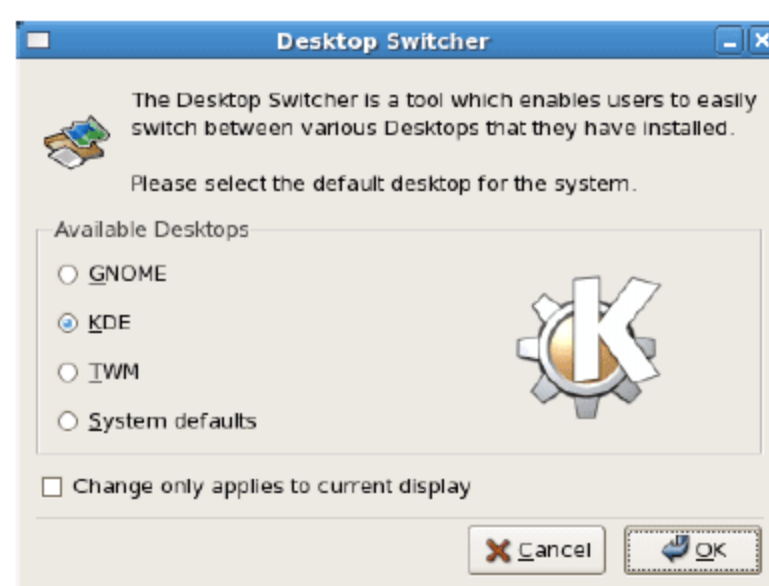 Desktop Switcher
The Desktop Switcher is a tool which enables users to easily
switch between various Desktops that they have installed.
Please select the default desktop for the system.
Available Desktops
GNOME
KDE
TWM
System defaults
K
Change only applies to current display
Cancel
OK